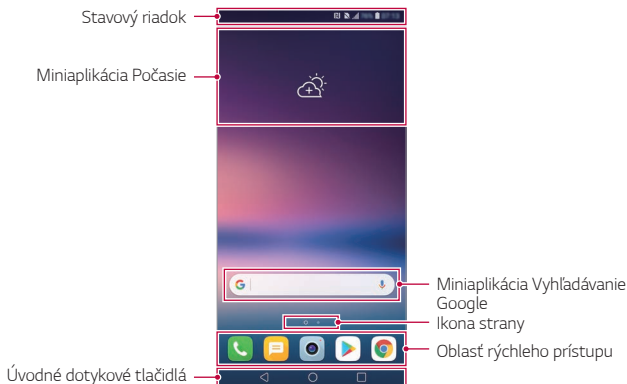 Stavový riadok
Miniaplikácia Počasie
Miniaplikácia Vyhľadávanie
Google
Ikona strany
Oblasť rýchleho prístupu
Úvodné dotykové tlačidlá